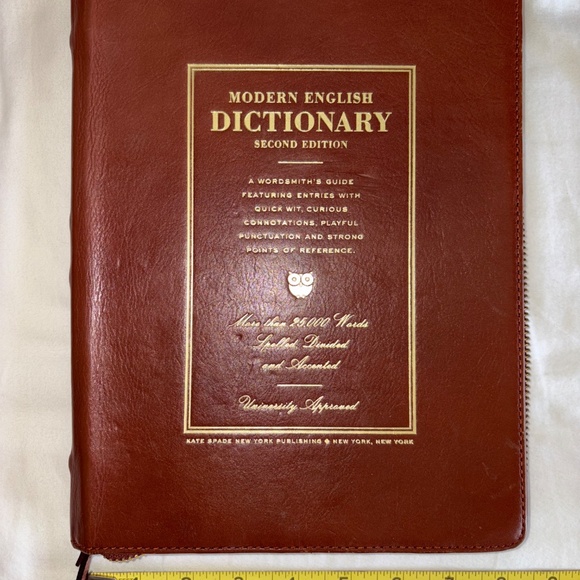 MODERN ENGLISH
DICTIONARY
SECOND EDITION
A WORDSMITH'S GUIDE
FEATURING ENTRIES WITH
QUICK WIT, CURIOUS
CONNOTATIONS, PLAYFUL
PUNCTUATION AND STRONG
POINTS OF REFERENCE.
More than 25,000 Words
Spelled, Divided
and Accented
University Approved
KATE SPADE NEW YORK PUBLISHING NEW YORK, NEW YORK